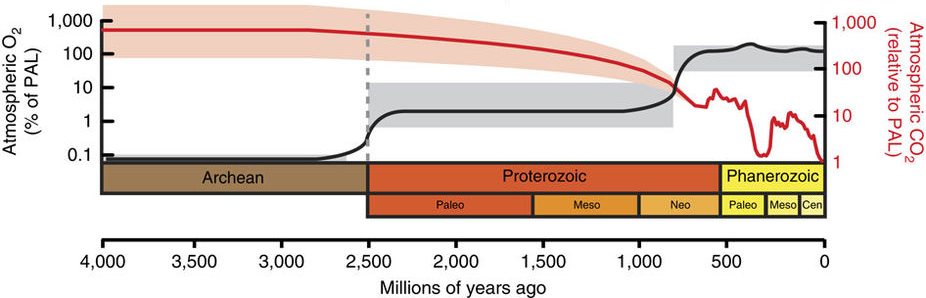 Atmospheric O2
(% of PAL)
1,000
100
10
1
0.1
1,000
100
10
1
Atmospheric CO2
(relative to PAL)
Archean
Proterozoic
Phanerozoic
Paleo
Meso
Neo
Paleo
Meso
Cen
4,000
3,500
3,000
2,500
2,000
1,500
1,000
500
0
Millions of years ago